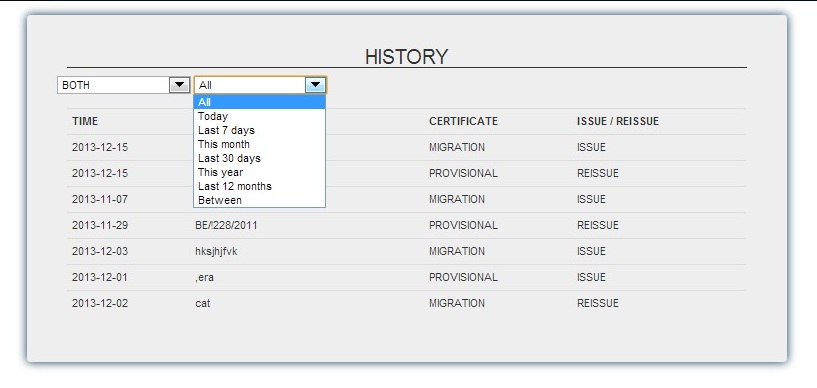 HISTORY
BOTH All
All
TIME CERTIFICATE ISSUE / REISSUE
Today
Last 7 days
2013-12-15 This month MIGRATION ISSUE
Last 30 days
2013-12-15 This year PROVISIONAL REISSUE
Last 12 months
2013-11-07 Between MIGRATION ISSUE
2013-11-29 BE/!228/2011 PROVISIONAL REISSUE
2013-12-03 hksjhjfvk MIGRATION ISSUE
2013-12-01 ,era PROVISIONAL ISSUE
2013-12-02 cat MIGRATION REISSUE